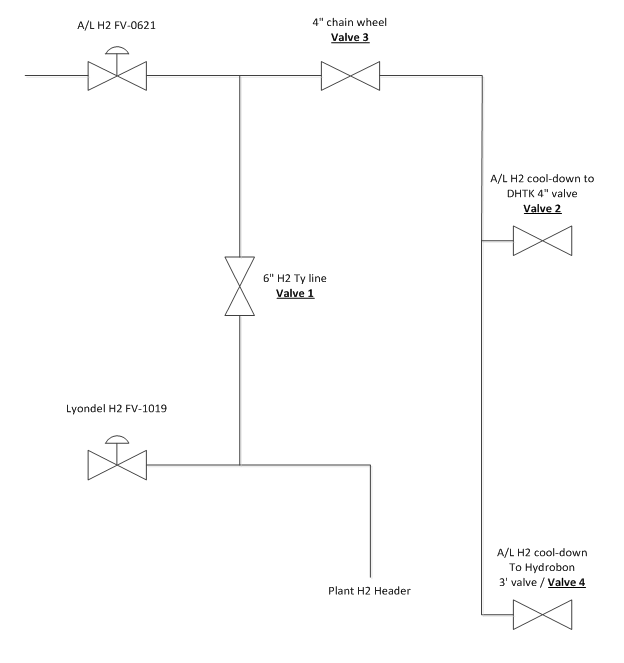 A/L H2 FV-0621
4" chain wheel
Valve 3
A/L H2 cool-down to
DHTK 4" valve
Valve 2
6" H2 Ty line
Valve 1
Lyondel H2 FV-1019
A/L H2 cool-down
To Hydrobon
3' valve / Valve 4
Plant H2 Header